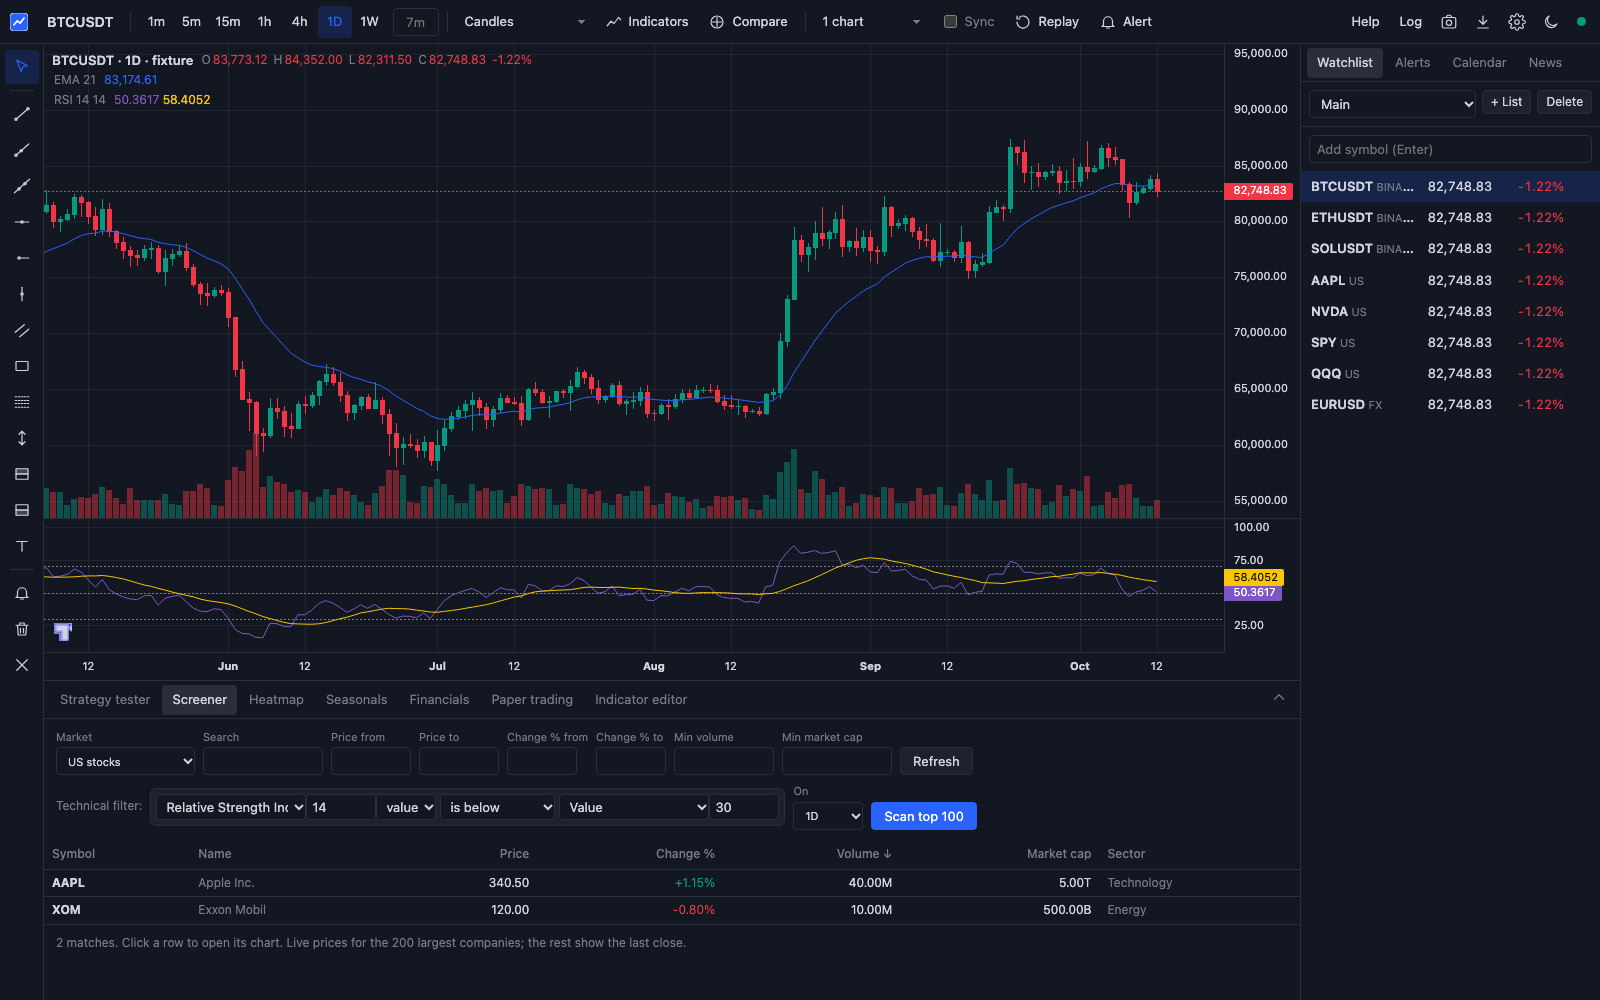 BTCUSDT 1m 5m 15m 1h 4h 1D 1W 7m Candles Indicators Compare 1 chart Sync Replay Alert Help Log
BTCUSDT · 1D · fixture O 83,773.12 H 84,352.00 L 82,311.50 C 82,748.83 -1.22%
EMA 21 83,174.61
RSI 14 14 50.3617 58.4052
95,000.00
90,000.00
85,000.00
82,748.83
80,000.00
75,000.00
70,000.00
65,000.00
60,000.00
55,000.00
100.00
75.00
58.4052
50.3617
25.00
12 Jun 12 Jul 12 Aug 12 Sep 12 Oct 12
Watchlist Alerts Calendar News
Main + List Delete
Add symbol (Enter)
BTCUSDT BINA... 82,748.83 -1.22%
ETHUSDT BINA... 82,748.83 -1.22%
SOLUSDT BINA... 82,748.83 -1.22%
AAPL US 82,748.83 -1.22%
NVDA US 82,748.83 -1.22%
SPY US 82,748.83 -1.22%
QQQ US 82,748.83 -1.22%
EURUSD FX 82,748.83 -1.22%
Strategy tester Screener Heatmap Seasonals Financials Paper trading Indicator editor
Market Search Price from Price to Change % from Change % to Min volume Min market cap
US stocks Refresh
Technical filter: Relative Strength Inc 14 value is below Value 30 On 1D Scan top 100
Symbol Name Price Change % Volume ↓ Market cap Sector
AAPL Apple Inc. 340.50 +1.15% 40.00M 5.00T Technology
XOM Exxon Mobil 120.00 -0.80% 10.00M 500.00B Energy
2 matches. Click a row to open its chart. Live prices for the 200 largest companies; the rest show the last close.